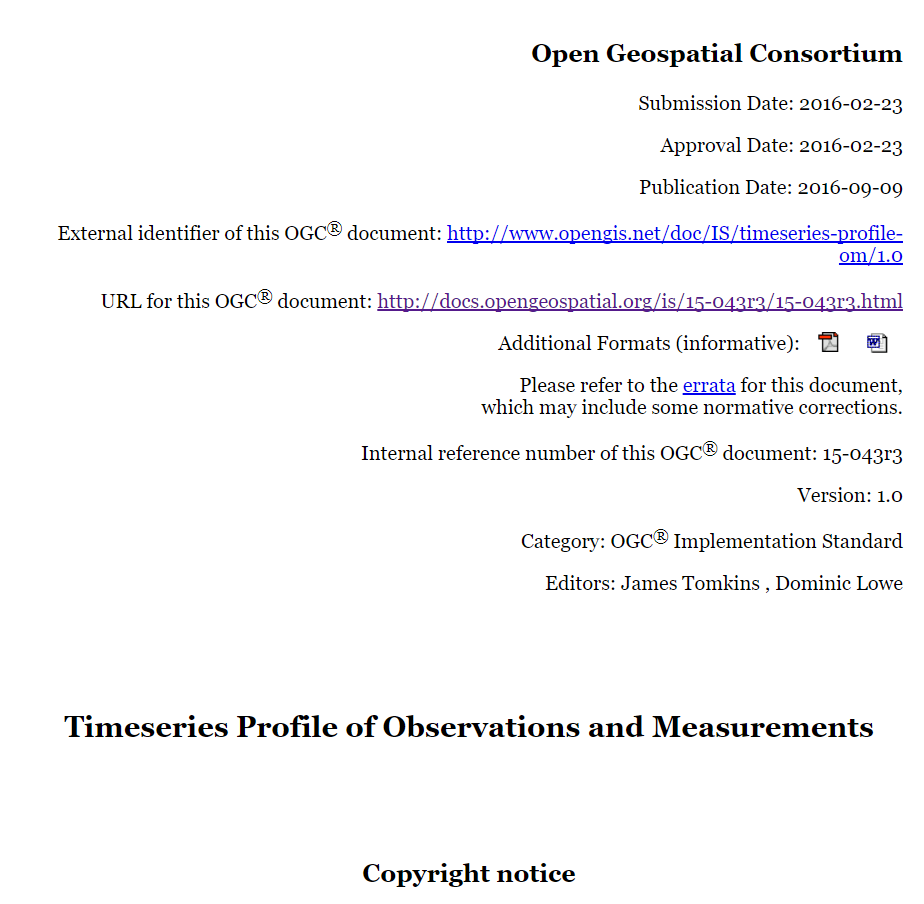 Open Geospatial Consortium
Submission Date: 2016-02-23
Approval Date: 2016-02-23
Publication Date: 2016-09-09
External identifier of this OGC® document: http://www.opengis.net/doc/IS/timeseries-profile-
om/1.0
URL for this OGC® document: http://docs.opengeospatial.org/is/15-043r3/15-043r3.html
Additional Formats (informative):
Please refer to the errata for this document,
which may include some normative corrections.
Internal reference number of this OGC® document: 15-043r3
Version: 1.0
Category: OGC® Implementation Standard
Editors: James Tomkins , Dominic Lowe
Timeseries Profile of Observations and Measurements
Copyright notice